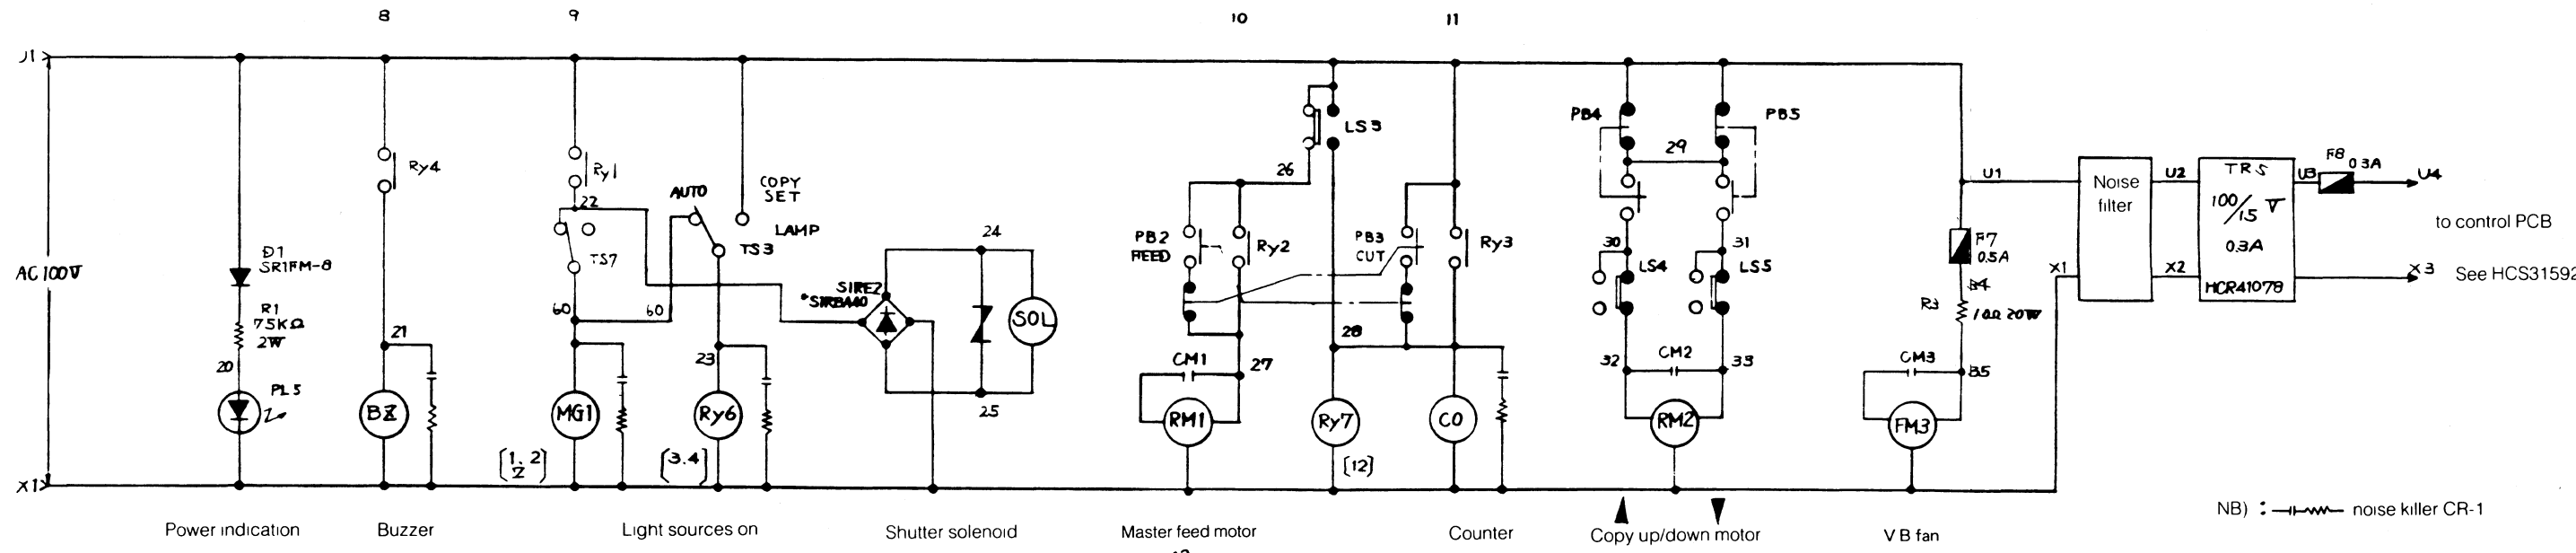 8 9 10 11
J1
AC 100V
X1
D1
SR1FM-8
R1
75KΩ
2W
20
PL5
Power indication
Ry4
21
BZ
Buzzer
Ry1
22
TS7
60
60
MG1
[1. 2]
AUTO
COPY
SET
LAMP
TS3
23
Ry6
[3.4]
Light sources on
SIRE2
24
SOL
25
Shutter solenoid
26
PB2
FEED
Ry2
27
CM1
RM1
Master feed motor
LS3
28
Ry7
[12]
PB3
CUT
Ry3
CO
Counter
PB4
PB5
29
30
31
LS4
LS5
32
CM2
33
RM2
Copy up/down motor
U1
F7
0.5A
R3
10Ω 20W
CM3
FM3
V B fan
X1
Noise
filter
U2
X2
TRS
100/15 V
0.3A
HCR41078
U3
F8
0.3A
U4
to control PCB
X3
See HCS31592
NB) : noise killer CR-1